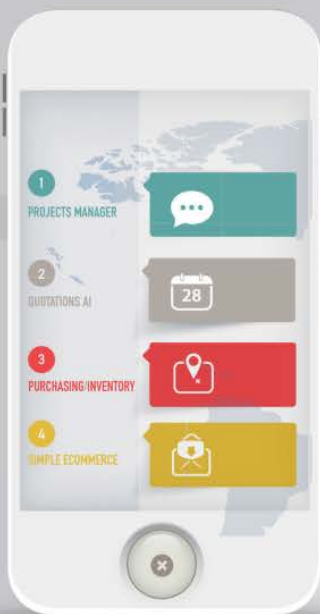 1
PROJECTS MANAGER
2
QUOTATIONS AI
28
3
PURCHASING/INVENTORY
4
SIMPLE ECOMMERCE